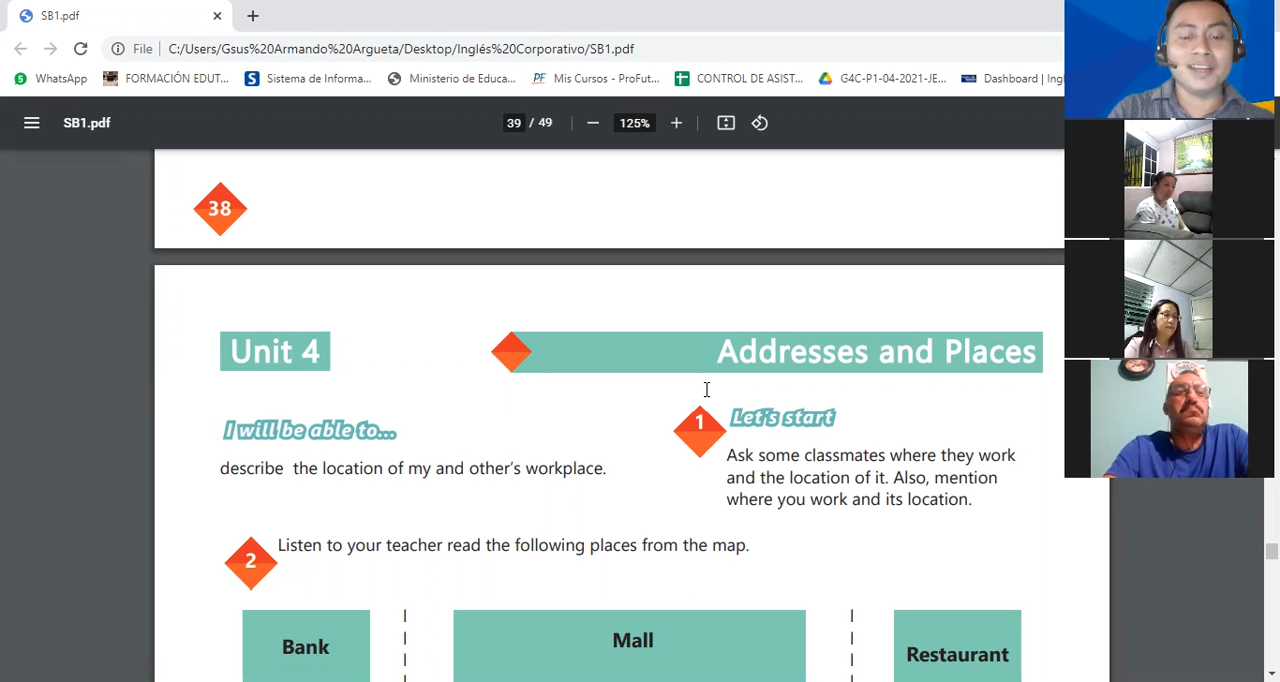 SB1.pdf
File
C:/Users/Gsus%20Armando%20Argueta/Desktop/Inglés%20Corporativo/SB1.pdf
WhatsApp
FORMACIÓN EDUT...
Sistema de Informa...
Ministerio de Educa...
Mis Cursos - ProFut...
CONTROL DE ASIST...
G4C-P1-04-2021-JE...
Dashboard | Ingl
SB1.pdf
39 / 49
125%
38
Unit 4
Addresses and Places
I will be able to...
describe the location of my and other's workplace.
1
Let's start
Ask some classmates where they work
and the location of it. Also, mention
where you work and its location.
2
Listen to your teacher read the following places from the map.
Bank
Mall
Restaurant